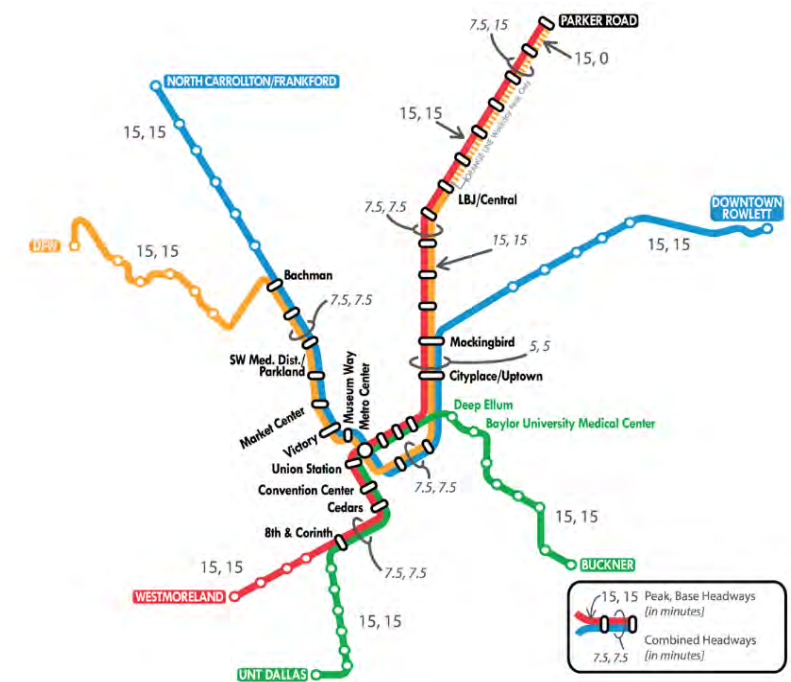 7.5, 15
PARKER ROAD
15, 0
NORTH CARROLLTON/FRANKFORD
15, 15
15, 15
ORANGE Line Weekday Peak Only
LBJ/Central
DOWNTOWN
ROWLETT
7.5, 7.5
15, 15
15, 15
DFW
15, 15
Bachman
7.5, 7.5
Mockingbird
5, 5
SW Med. Dist./
Parkland
Cityplace/Uptown
Museum Way
Metro Center
Market Center
Deep Ellum
Baylor University Medical Center
Victory
Union Station
7.5, 7.5
Convention Center
Cedars
15, 15
8th & Corinth
7.5, 7.5
15, 15
BUCKNER
WESTMORELAND
15, 15
UNT DALLAS
15, 15
Peak, Base Headways
[in minutes]
Combined Headways
7.5, 7.5
[in minutes]